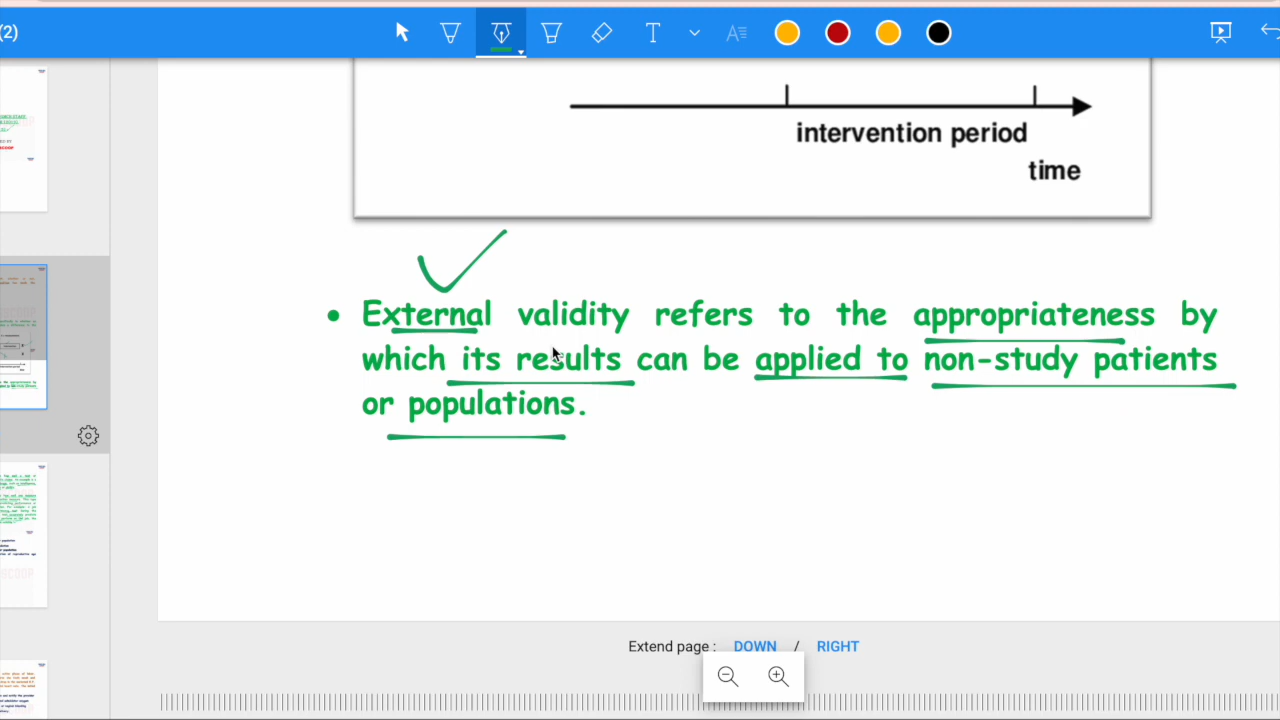 (2)
T
A
intervention period
time
• External validity refers to the appropriateness by
which its results can be applied to non-study patients
or populations.
Extend page : DOWN / RIGHT